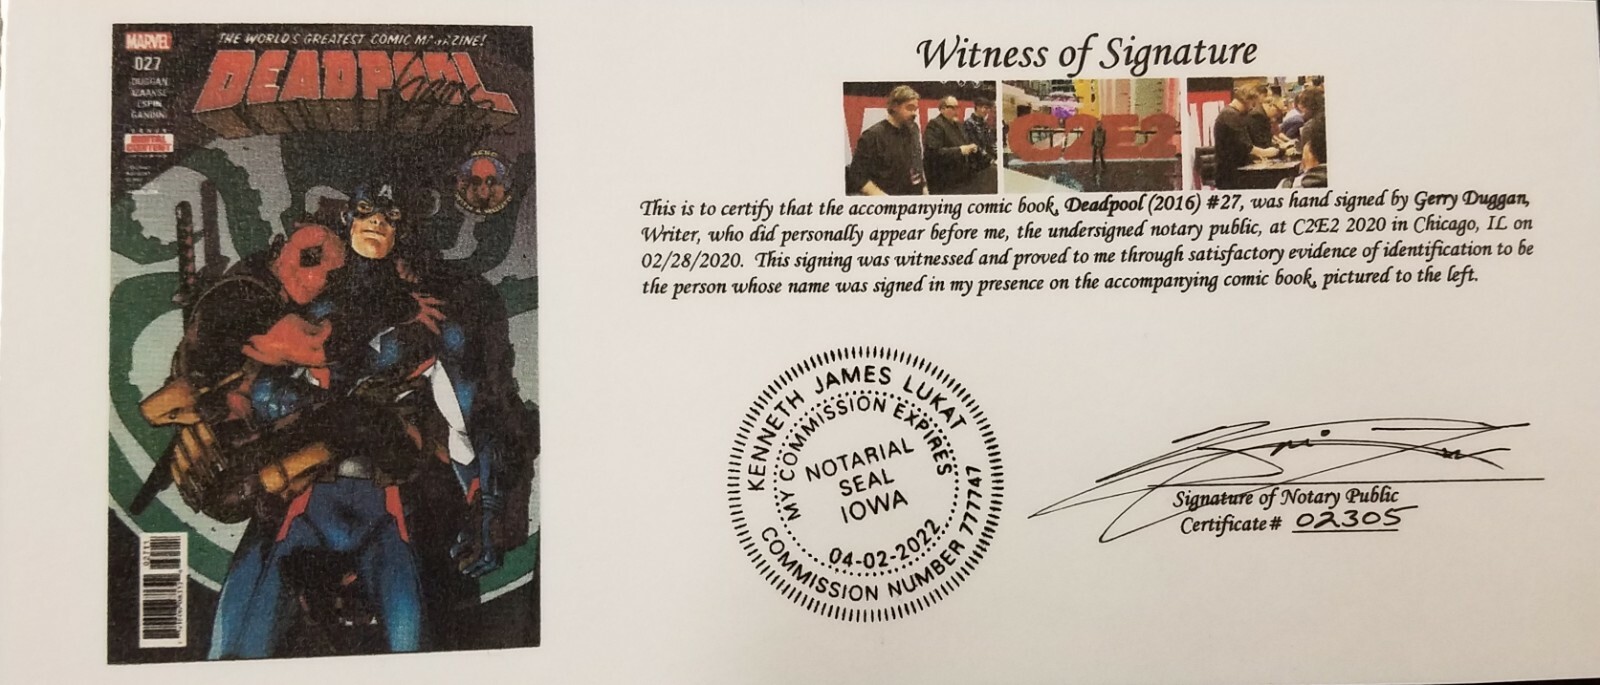 MARVEL
027
DUGGAN
ESPIN
GANDINI
THE WORLD'S GREATEST COMIC MAGAZINE!
DEADPOOL
Witness of Signature
C2E2
This is to certify that the accompanying comic book, Deadpool (2016) #27, was hand signed by Gerry Duggan,
Writer, who did personally appear before me, the undersigned notary public, at C2E2 2020 in Chicago, IL on
02/28/2020. This signing was witnessed and proved to me through satisfactory evidence of identification to be
the person whose name was signed in my presence on the accompanying comic book, pictured to the left.
KENNETH JAMES LUKAT
MY COMMISSION EXPIRES
NOTARIAL
SEAL
IOWA
04-02-2022
COMMISSION NUMBER 777747
Signature of Notary Public
Certificate # 02305
02711